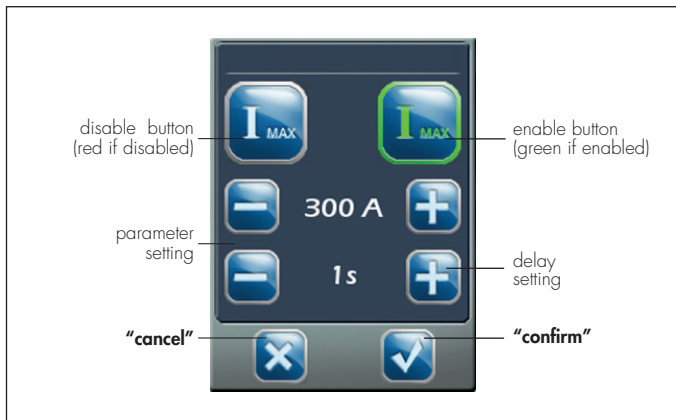 I MAX
I MAX
disable button
(red if disabled)
enable button
(green if enabled)
300 A
parameter
setting
1s
delay
setting
"cancel"
"confirm"